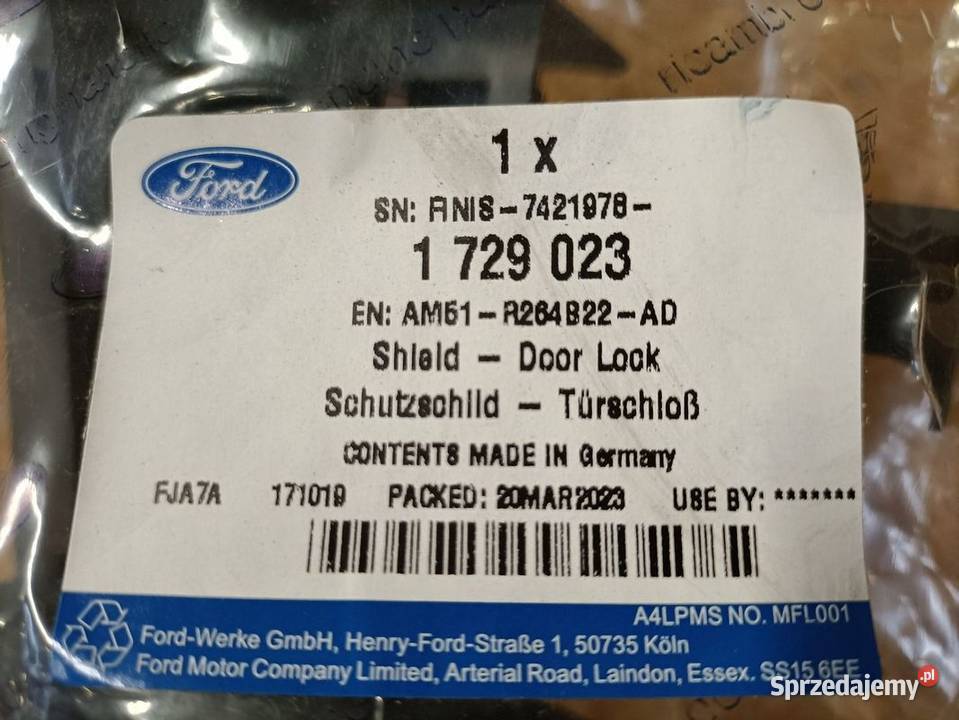 ricambro
1 x
Ford
SN: FINIS-7421978-
1 729 023
EN: AM51-R264B22-AD
Shield - Door Lock
Schutzschild - Türschloß
CONTENTS MADE IN Germany
FJA7A 171019 PACKED: 20MAR2023 USE BY: *******
A4LPMS NO. MFL001
Ford-Werke GmbH, Henry-Ford-Straße 1, 50735 Köln
Ford Motor Company Limited, Arterial Road, Laindon, Essex. SS15 6EE
Sprzedajemy.pl